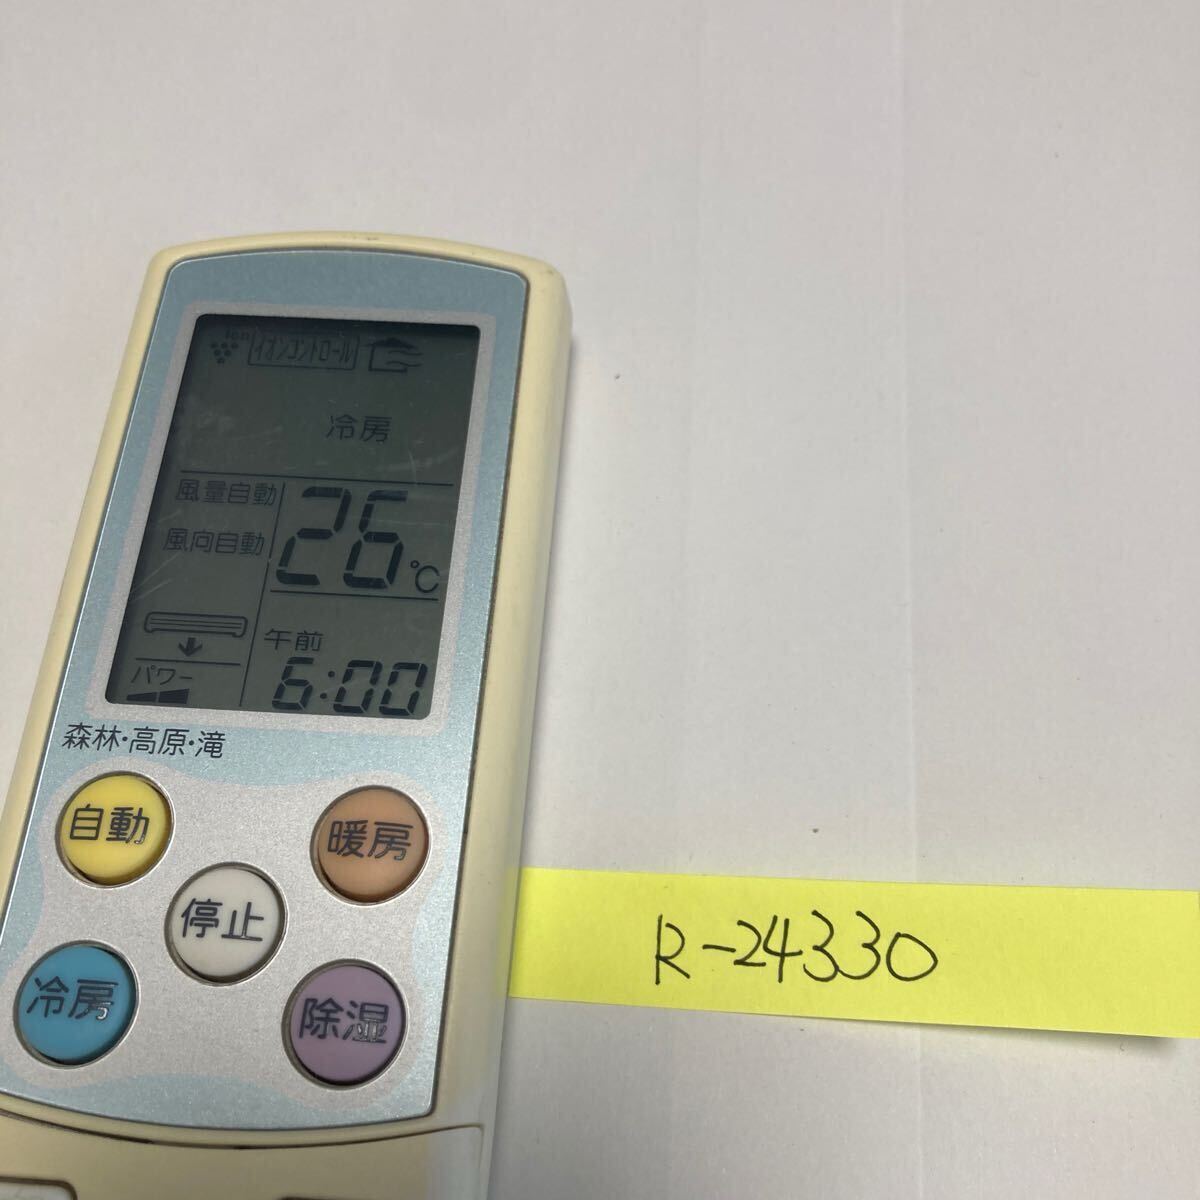 ion イオンコントロール
冷房
風量自動
風向自動
26℃
午前
6:00
パワー
森林・高原・滝
自動
暖房
停止
冷房
除湿
R-24330